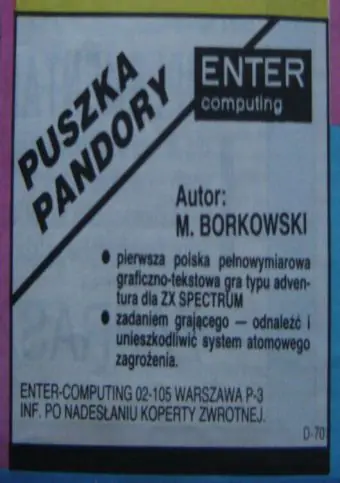 PUSZKA
PANDORY
ENTER
computing
Autor:
M. BORKOWSKI
● pierwsza polska pełnowymiarowa
graficzno-tekstowa gra typu adven-
tura dla ZX SPECTRUM
● zadaniem grającego — odnaleźć i
unieszkodliwić system atomowego
zagrożenia.
ENTER-COMPUTING 02-105 WARSZAWA P-3
INF. PO NADESŁANIU KOPERTY ZWROTNEJ.
D-70